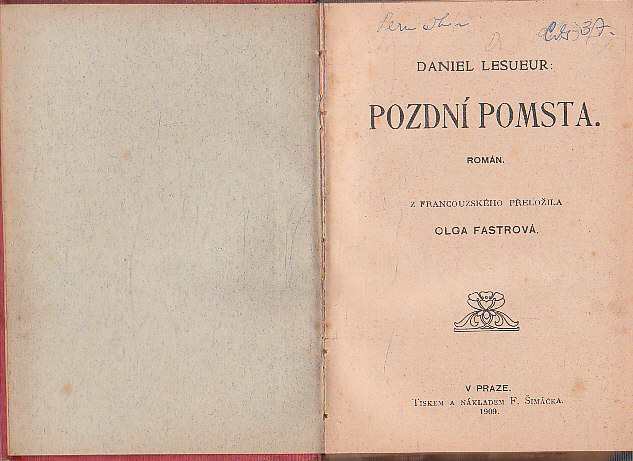 DANIEL LESUEUR:
POZDNÍ POMSTA.
ROMÁN.
Z FRANCOUZSKÉHO PŘELOŽILA
OLGA FASTROVÁ.
V PRAZE.
TISKEM A NÁKLADEM F. ŠIMÁČKA.
1909.